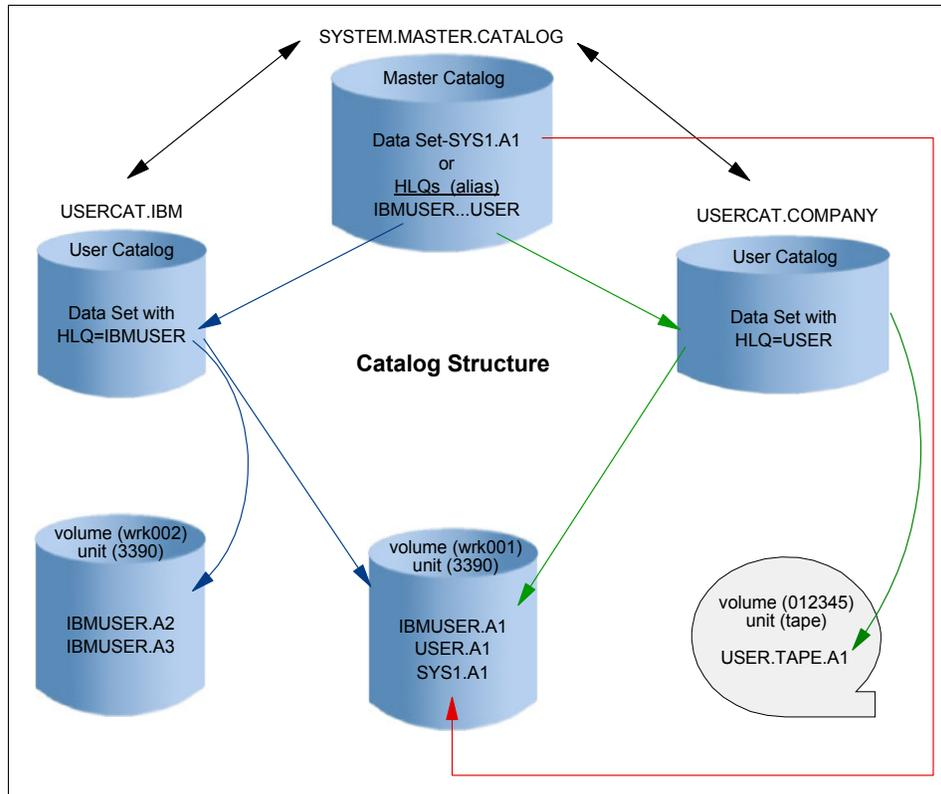 SYSTEM.MASTER.CATALOG
Master Catalog
Data Set-SYS1.A1
or
HLQs (alias)
IBMUSER...USER
USERCAT.IBM
User Catalog
Data Set with
HLQ=IBMUSER
USERCAT.COMPANY
User Catalog
Data Set with
HLQ=USER
Catalog Structure
volume (wrk002)
unit (3390)
IBMUSER.A2
IBMUSER.A3
volume (wrk001)
unit (3390)
IBMUSER.A1
USER.A1
SYS1.A1
volume (012345)
unit (tape)
USER.TAPE.A1